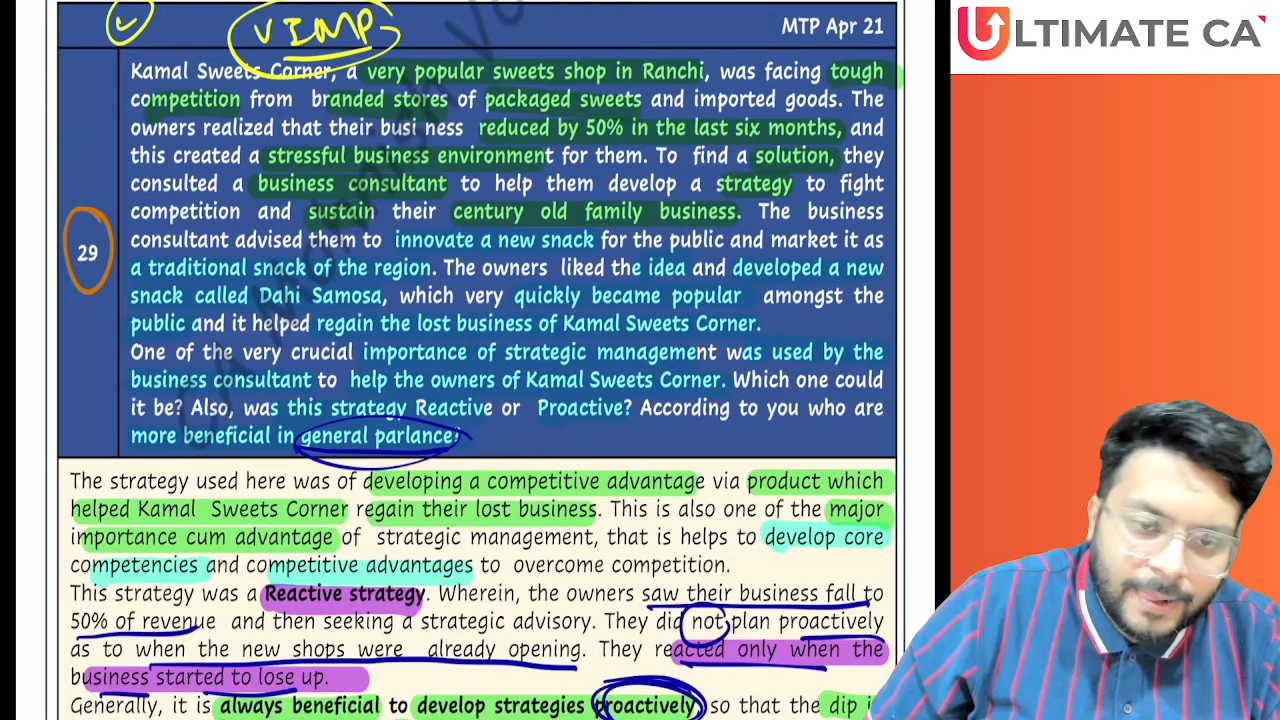 V IMP
MTP Apr 21
ULTIMATE CA
Kamal Sweets Corner, a very popular sweets shop in Ranchi, was facing tough
competition from branded stores of packaged sweets and imported goods. The
owners realized that their busi ness reduced by 50% in the last six months, and
this created a stressful business environment for them. To find a solution, they
consulted a business consultant to help them develop a strategy to fight
competition and sustain their century old family business. The business
consultant advised them to innovate a new snack for the public and market it as
a traditional snack of the region. The owners liked the idea and developed a new
snack called Dahi Samosa, which very quickly became popular amongst the
public and it helped regain the lost business of Kamal Sweets Corner.
One of the very crucial importance of strategic management was used by the
business consultant to help the owners of Kamal Sweets Corner. Which one could
it be? Also, was this strategy Reactive or Proactive? According to you who are
more beneficial in general parlance?
29
The strategy used here was of developing a competitive advantage via product which
helped Kamal Sweets Corner regain their lost business. This is also one of the major
importance cum advantage of strategic management, that is helps to develop core
competencies and competitive advantages to overcome competition.
This strategy was a Reactive strategy. Wherein, the owners saw their business fall to
50% of revenue and then seeking a strategic advisory. They did not plan proactively
as to when the new shops were already opening. They reacted only when the
business started to lose up.
Generally, it is always beneficial to develop strategies proactively so that the dip